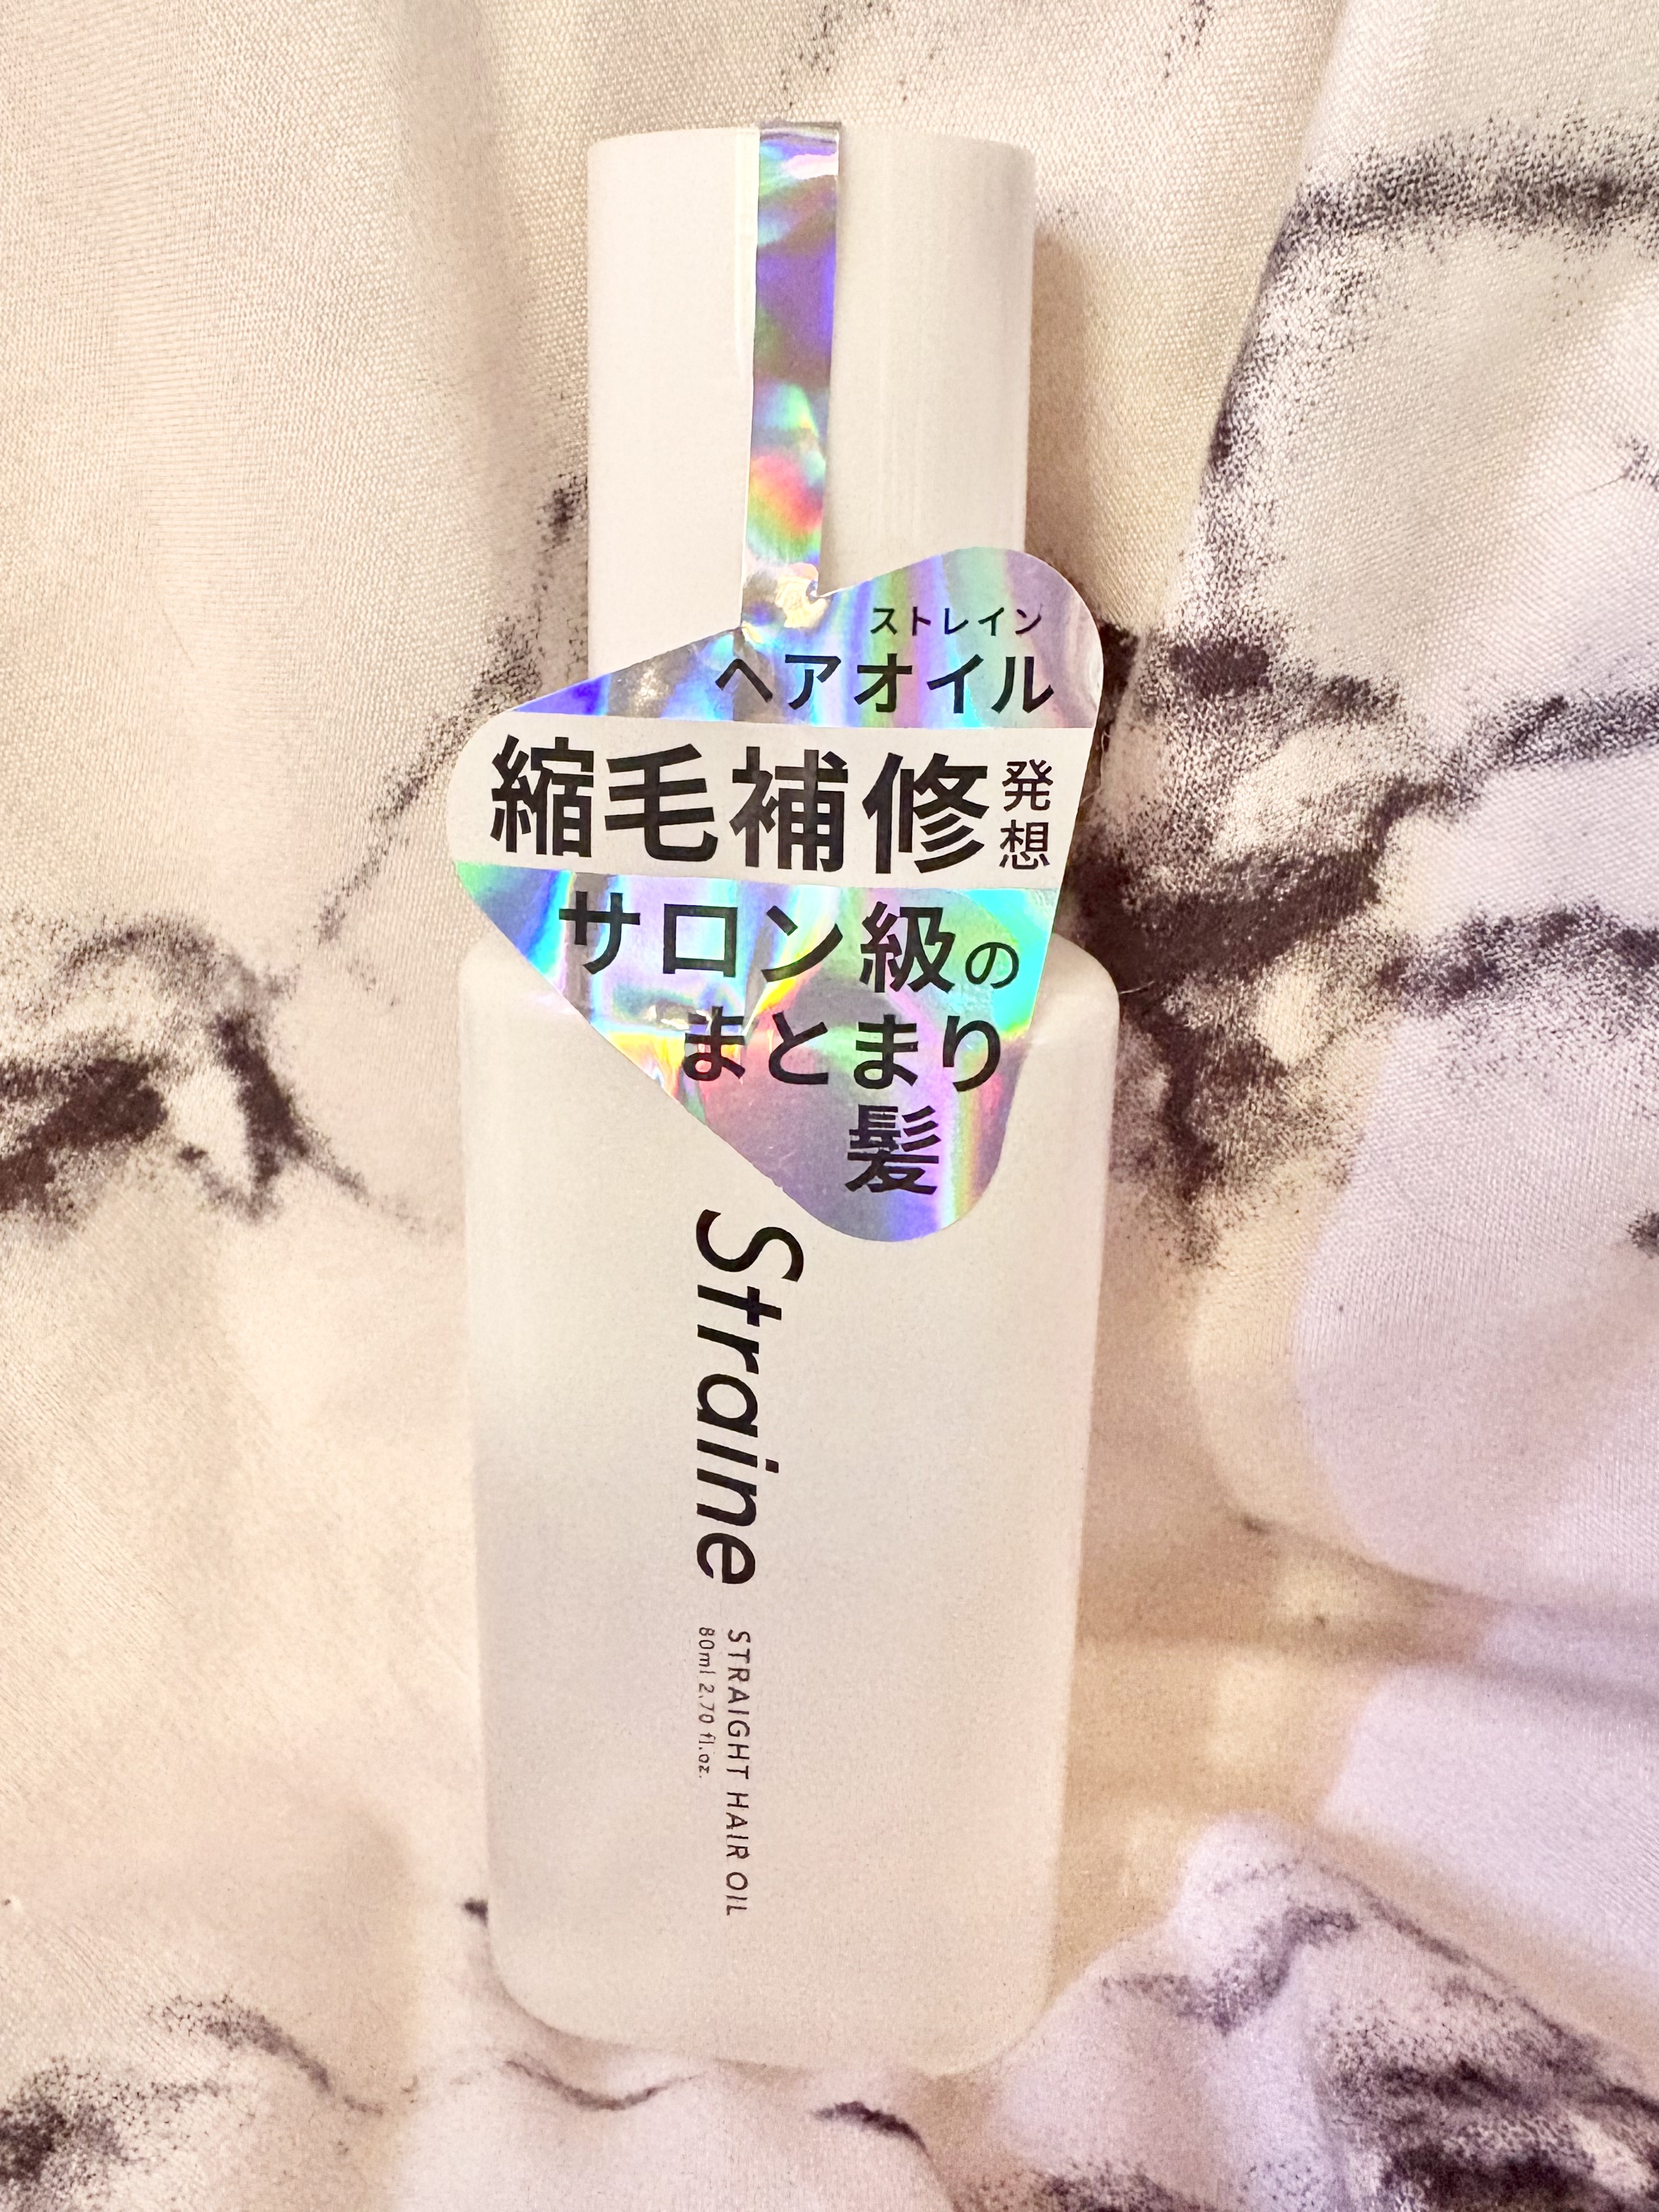 ストレイン
ヘアオイル
縮毛補修発想
サロン級の
まとまり
髪
Straine
STRAIGHT HAIR OIL
80ml 2.70 fl.oz.